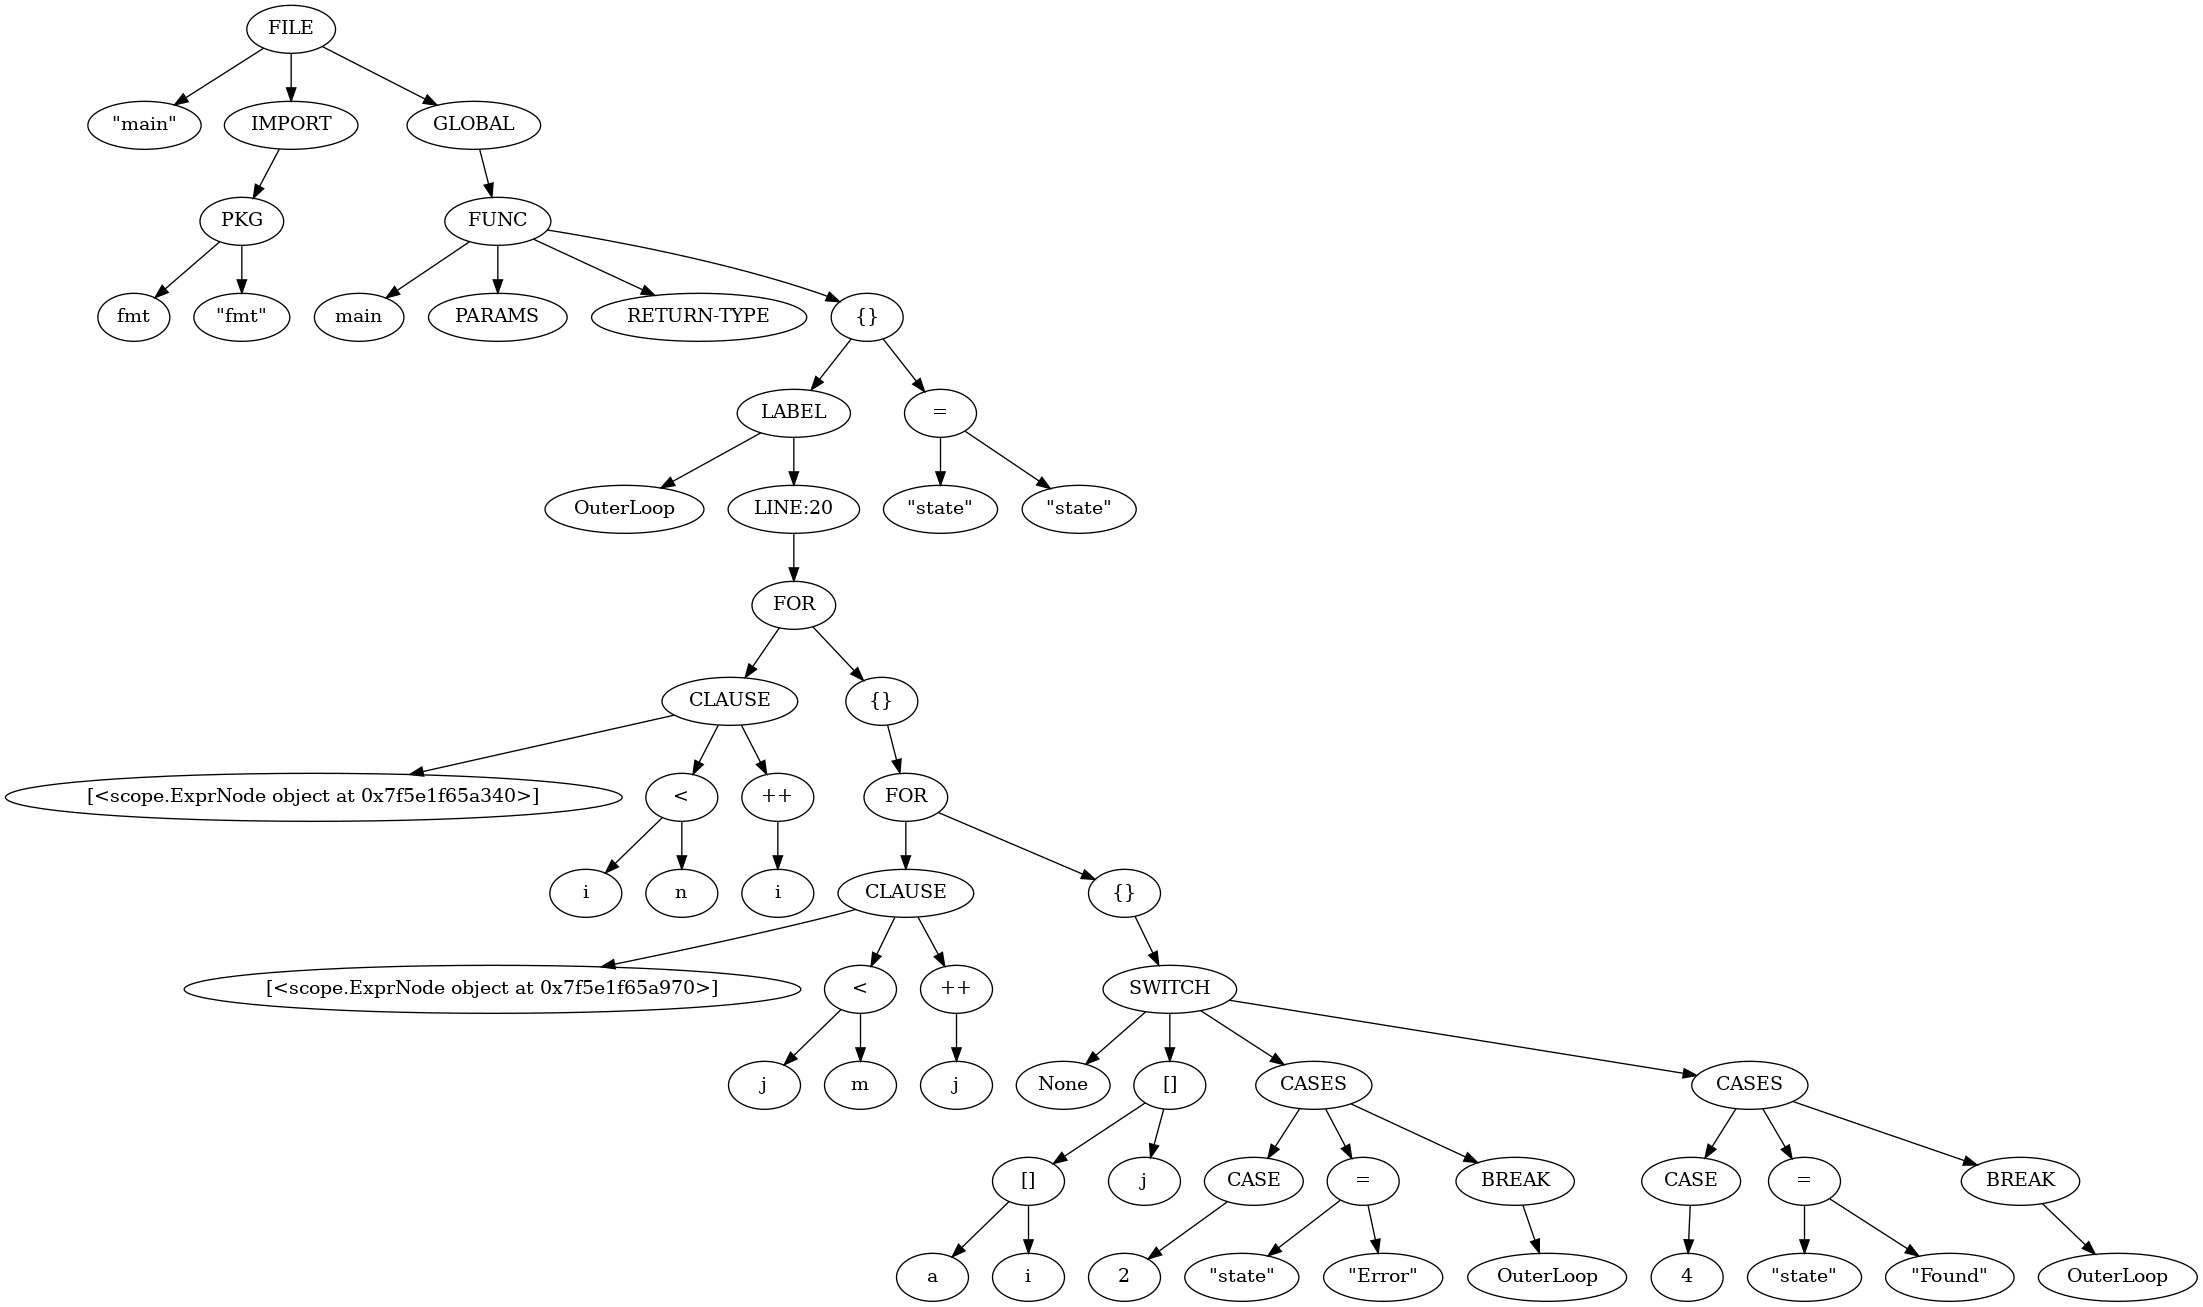 FILE
"main" IMPORT GLOBAL
PKG FUNC
fmt "fmt" main PARAMS RETURN-TYPE {}
LABEL =
OuterLoop LINE:20 "state" "state"
FOR
CLAUSE {}
[<scope.ExprNode object at 0x7f5e1f65a340>] < ++ FOR
i n i CLAUSE {}
[<scope.ExprNode object at 0x7f5e1f65a970>] < ++ SWITCH
j m j None [] CASES CASES
[] j CASE = BREAK CASE = BREAK
a i 2 "state" "Error" OuterLoop 4 "state" "Found" OuterLoop